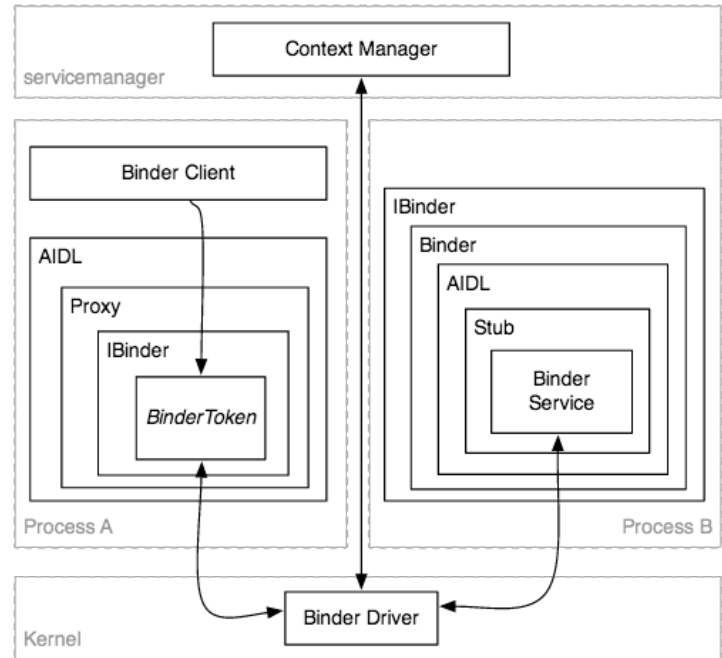 Context Manager
servicemanager
Binder Client
AIDL
Proxy
IBinder
BinderToken
Process A
IBinder
Binder
AIDL
Stub
Binder
Service
Process B
Binder Driver
Kernel